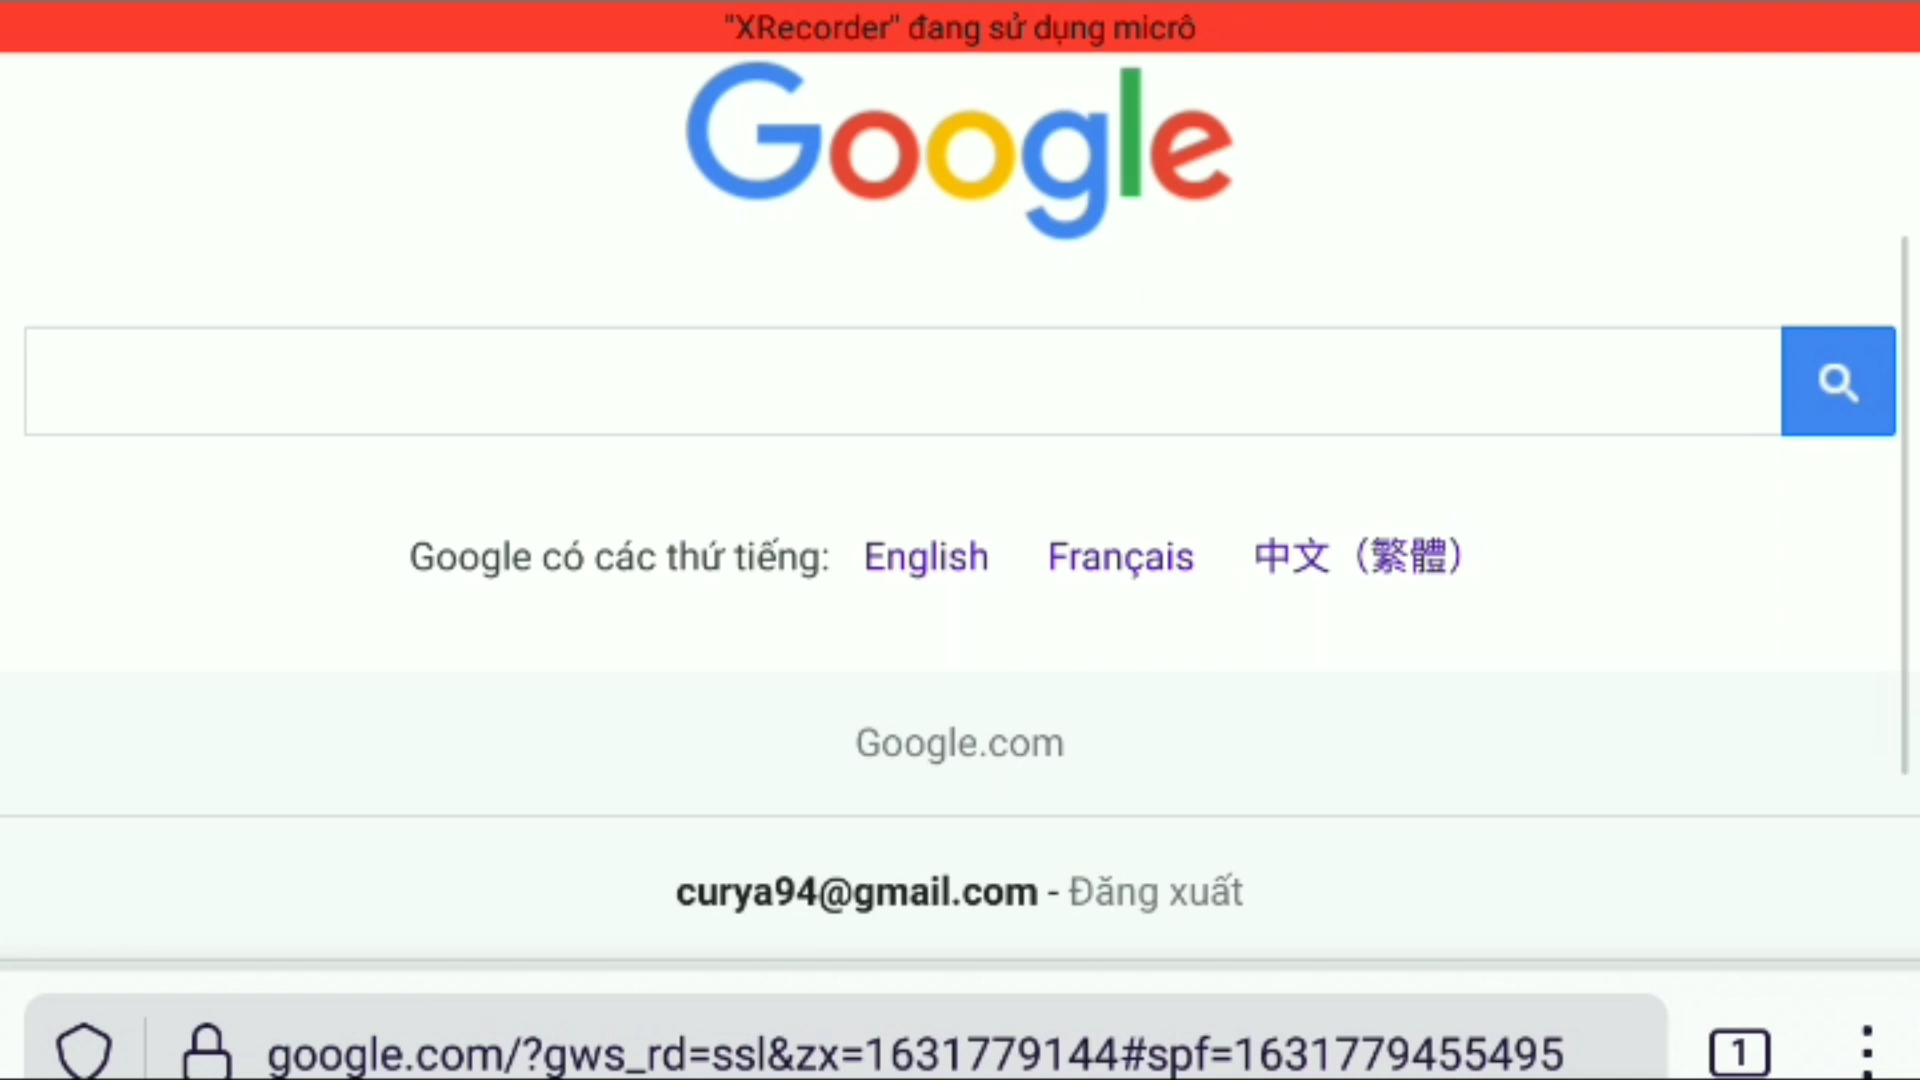 "XRecorder" đang sử dụng micrô
Google
Google có các thứ tiếng: English Français 中文（繁體）
Google.com
curya94@gmail.com - Đăng xuất
google.com/?gws_rd=ssl&zx=1631779144#spf=1631779455495
1